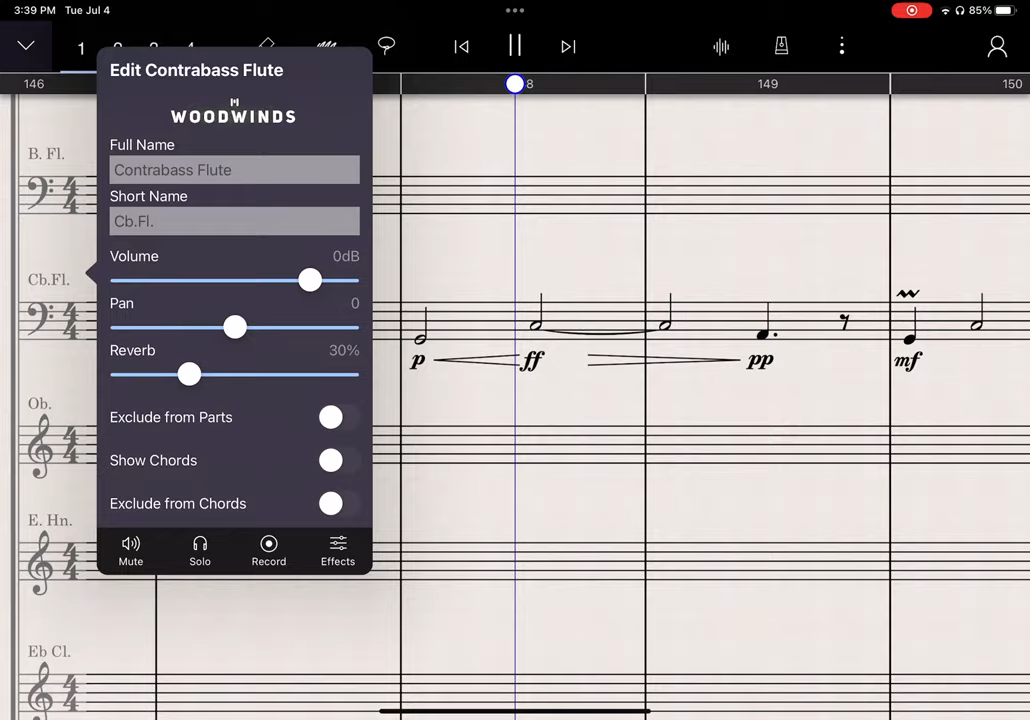 3:39 PM Tue Jul 4
85%
1
146
8
149
150
Edit Contrabass Flute
WOODWINDS
Full Name
Contrabass Flute
Short Name
Cb.Fl.
Volume 0dB
Pan 0
Reverb 30%
Exclude from Parts
Show Chords
Exclude from Chords
Mute Solo Record Effects
B. Fl.
Cb.Fl.
p ff pp mf
Ob.
E. Hn.
Eb Cl.